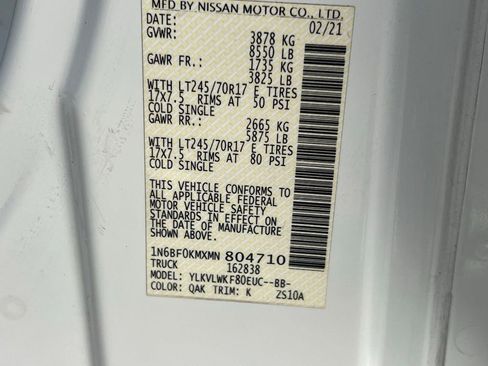 MFD BY NISSAN MOTOR CO., LTD.
DATE: 02/21
GVWR: 3878 KG
8550 LB
GAWR FR: 1735 KG
3825 LB
WITH LT245/70R17 E TIRES
17X7.5 RIMS AT 50 PSI
COLD SINGLE
GAWR RR.: 2665 KG
5875 LB
WITH LT245/70R17 E TIRES
17X7.5 RIMS AT 80 PSI
COLD SINGLE
THIS VEHICLE CONFORMS TO
ALL APPLICABLE FEDERAL
MOTOR VEHICLE SAFETY
STANDARDS IN EFFECT ON
THE DATE OF MANUFACTURE
SHOWN ABOVE.
1N6BF0KMXMN 804710
TRUCK 162838
MODEL: YLKVLWKF80EUC--BB-
COLOR: QAK TRIM: K ZS10A